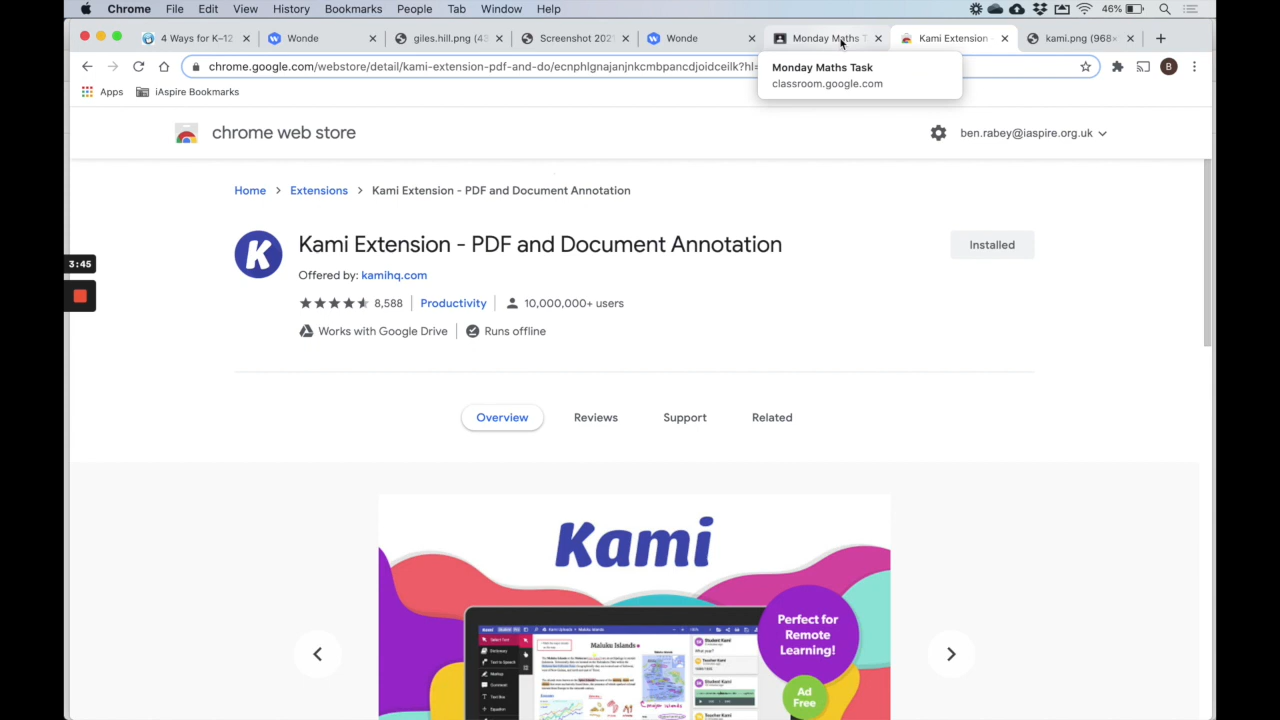 Chrome File Edit View History Bookmarks People Tab Window Help 46%
4 Ways for K–12 Wonde giles.hill.png (43 Screenshot 202 Wonde Monday Maths T Kami Extension - kami.png (968×
chrome.google.com/webstore/detail/kami-extension-pdf-and-do/ecnphlgnajanjnkcmbpancdjoidceilk?hl= B
Monday Maths Task
classroom.google.com
Apps iAspire Bookmarks
chrome web store ben.rabey@iaspire.org.uk
Home > Extensions > Kami Extension - PDF and Document Annotation
K Kami Extension - PDF and Document Annotation Installed
Offered by: kamihq.com
3:45
8,588 Productivity 10,000,000+ users
Works with Google Drive Runs offline
Overview Reviews Support Related
Kami
Perfect for
Remote
Learning!
Maluku Islands
Ad
Free